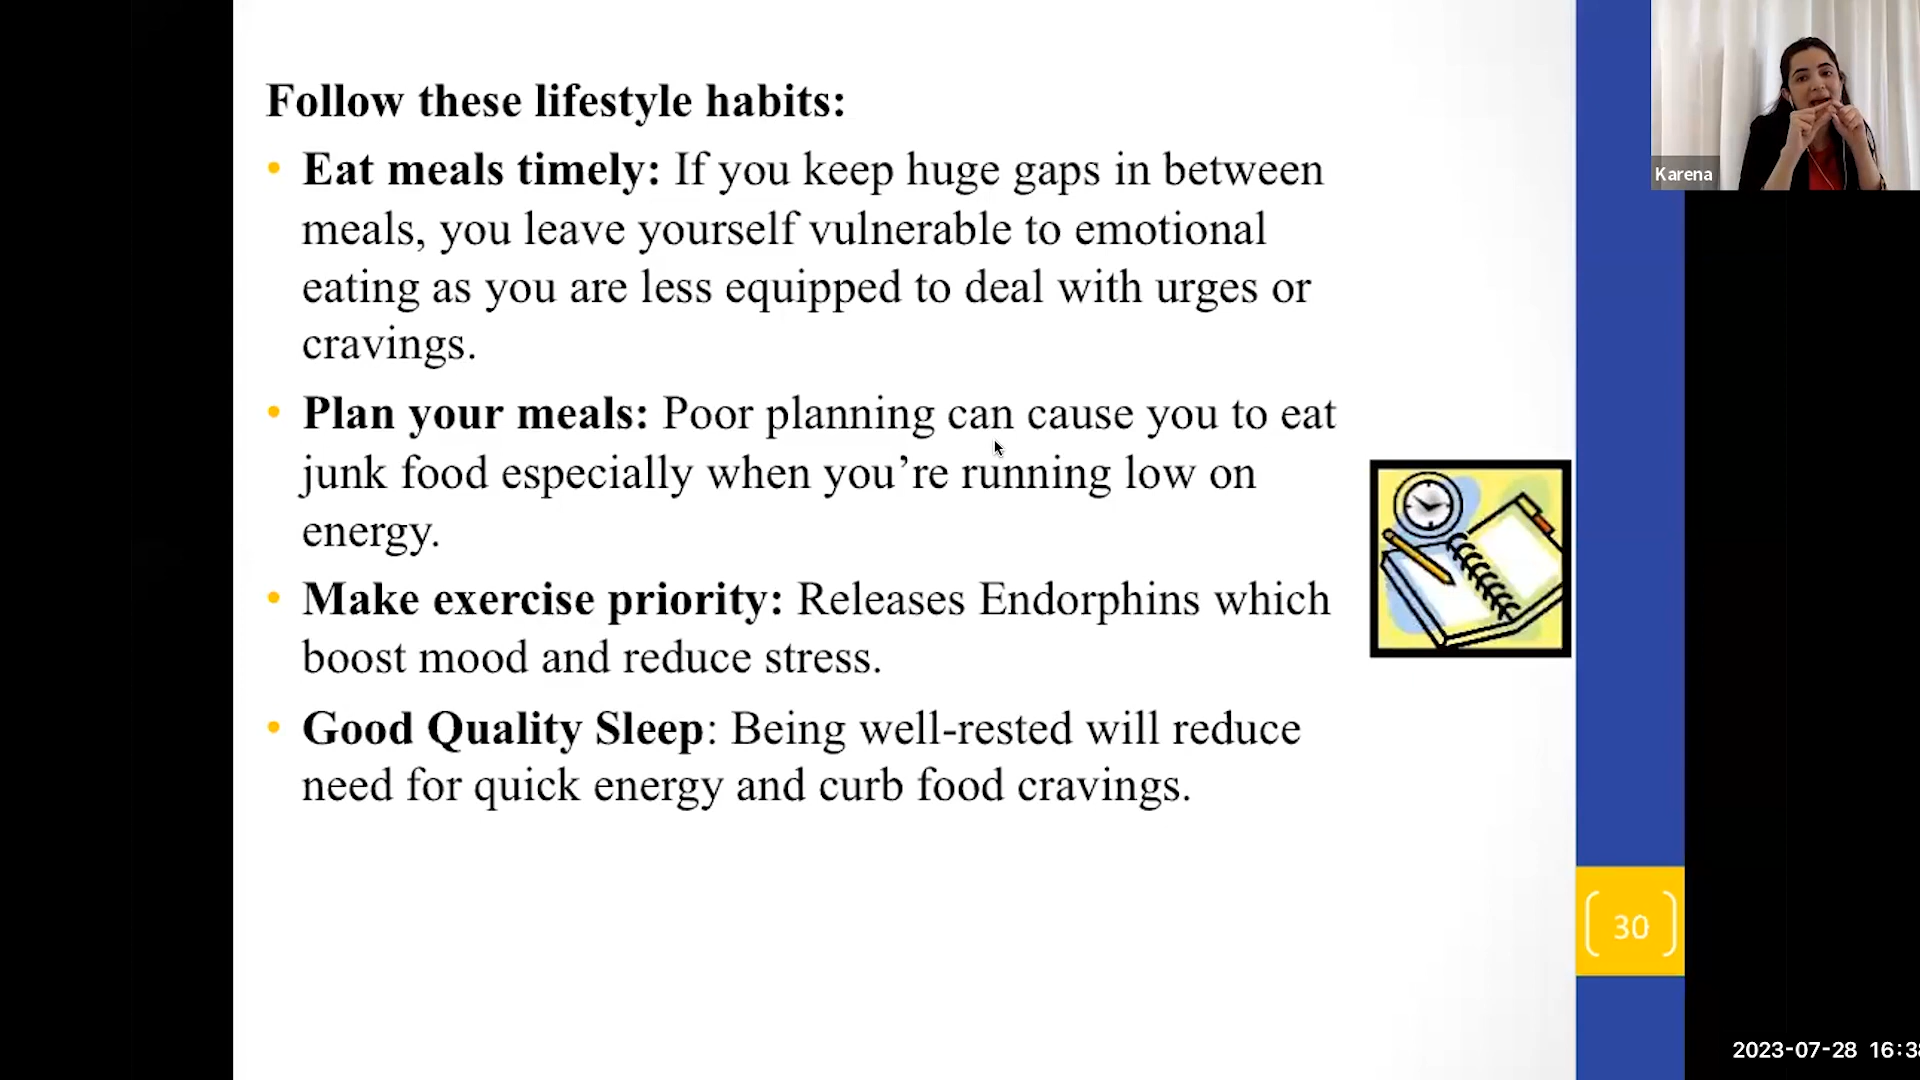 Follow these lifestyle habits:
• Eat meals timely: If you keep huge gaps in between
meals, you leave yourself vulnerable to emotional
eating as you are less equipped to deal with urges or
cravings.
• Plan your meals: Poor planning can cause you to eat
junk food especially when you’re running low on
energy.
• Make exercise priority: Releases Endorphins which
boost mood and reduce stress.
• Good Quality Sleep: Being well-rested will reduce
need for quick energy and curb food cravings.
Karena
30
2023-07-28 16:38